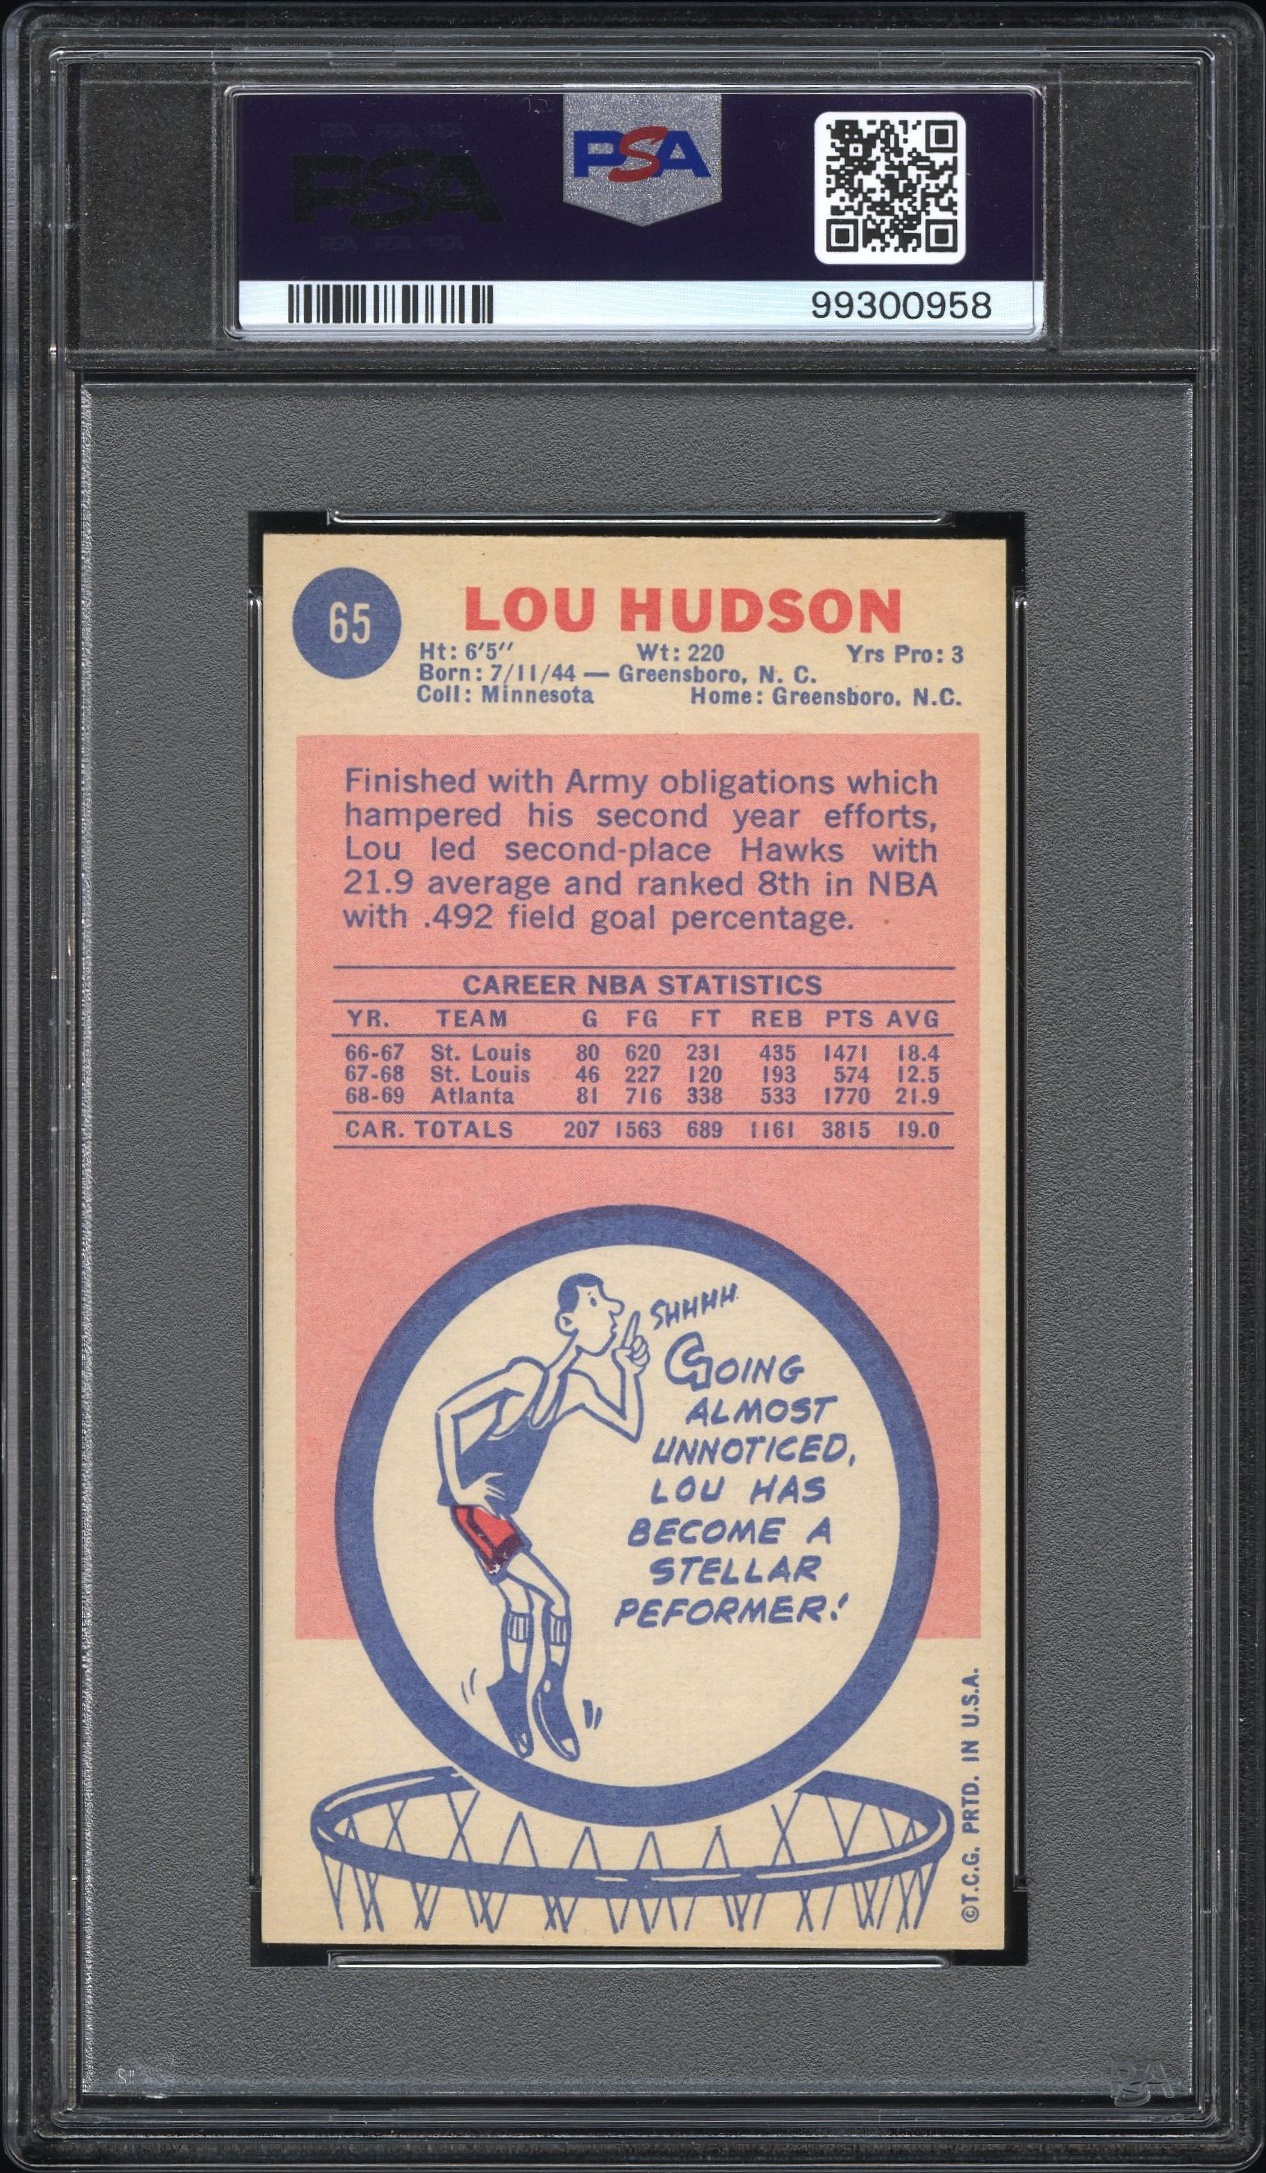 PSA
PSA
99300958
65
LOU HUDSON
Ht: 6'5" Wt: 220 Yrs Pro: 3
Born: 7/11/44 — Greensboro, N. C.
Coll: Minnesota Home: Greensboro, N.C.
Finished with Army obligations which
hampered his second year efforts,
Lou led second-place Hawks with
21.9 average and ranked 8th in NBA
with .492 field goal percentage.
CAREER NBA STATISTICS
YR. TEAM G FG FT REB PTS AVG
66-67 St. Louis 80 620 231 435 1471 18.4
67-68 St. Louis 46 227 120 193 574 12.5
68-69 Atlanta 81 716 338 533 1770 21.9
CAR. TOTALS 207 1563 689 1161 3815 19.0
SHHHH
GOING
ALMOST
UNNOTICED,
LOU HAS
BECOME A
STELLAR
PEFORMER!
©T.C.G. PRTD. IN U.S.A.
PSA